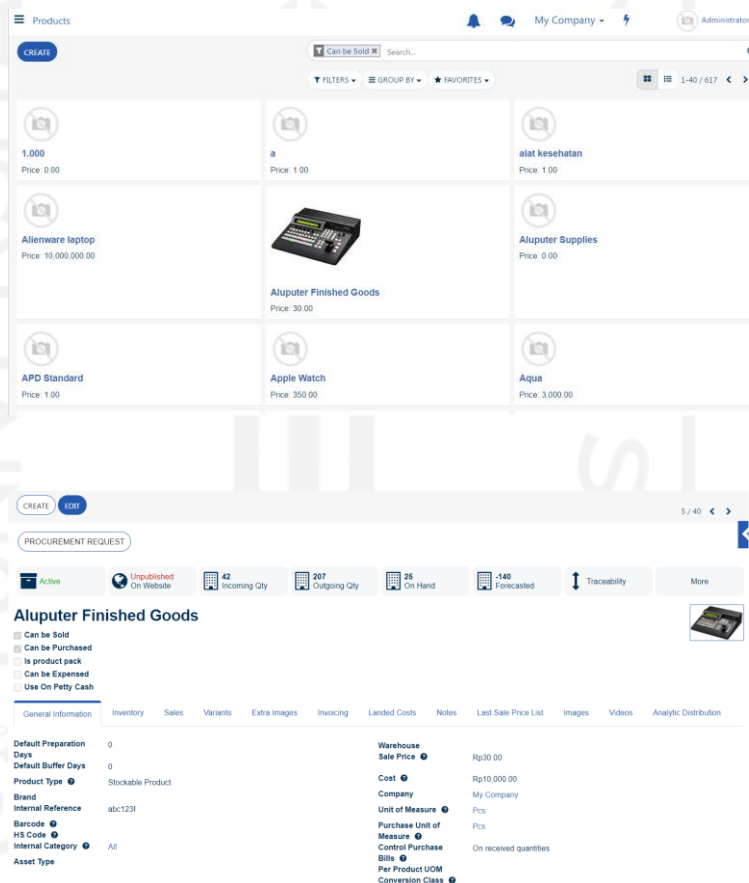 Products
My Company
Administrator
CREATE
Can be Sold ✖ Search...
FILTERS GROUP BY FAVORITES
1-40 / 617
1.000
Price: 0.00
a
Price: 1.00
alat kesehatan
Price: 1.00
Alienware laptop
Price: 10,000,000.00
Aluputer Finished Goods
Price: 30.00
Aluputer Supplies
Price: 0.00
APD Standard
Price: 1.00
Apple Watch
Price: 350.00
Aqua
Price: 3,000.00
CREATE EDIT
5 / 40
PROCUREMENT REQUEST
Active
Unpublished
On Website
42
Incoming Qty
207
Outgoing Qty
25
On Hand
-140
Forecasted
Traceability
More
Aluputer Finished Goods
Can be Sold
Can be Purchased
Is product pack
Can be Expensed
Use On Petty Cash
General Information Inventory Sales Variants Extra Images Invoicing Landed Costs Notes Last Sale Price List Images Videos Analytic Distribution
Default Preparation
Days
0
Default Buffer Days
0
Product Type
Stockable Product
Brand
Internal Reference
Barcode
HS Code
Internal Category
All
Asset Type
Warehouse
Sale Price
Rp30.00
Cost
Rp10,000.00
Company
My Company
Unit of Measure
Pcs
Purchase Unit of
Measure
Pcs
Control Purchase
Bills
On received quantities
Per Product UOM
Conversion Class